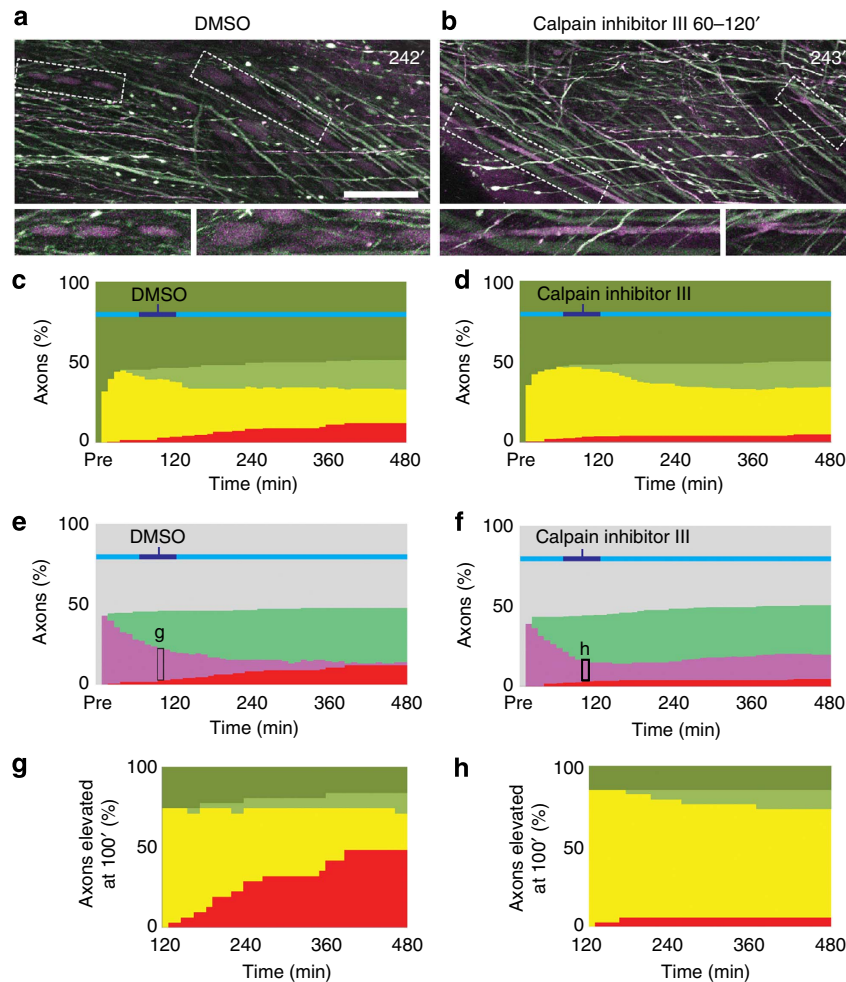 a
DMSO
242′
b
Calpain inhibitor III 60–120′
243′
c
100
50
0
Axons (%)
DMSO
Pre 120 240 360 480
Time (min)
d
100
50
0
Axons (%)
Calpain inhibitor III
Pre 120 240 360 480
Time (min)
e
100
50
0
Axons (%)
DMSO
g
Pre 120 240 360 480
Time (min)
f
100
50
0
Axons (%)
Calpain inhibitor III
h
Pre 120 240 360 480
Time (min)
g
100
50
0
Axons elevated
at 100′ (%)
120 240 360 480
Time (min)
h
100
50
0
Axons elevated
at 100′ (%)
120 240 360 480
Time (min)